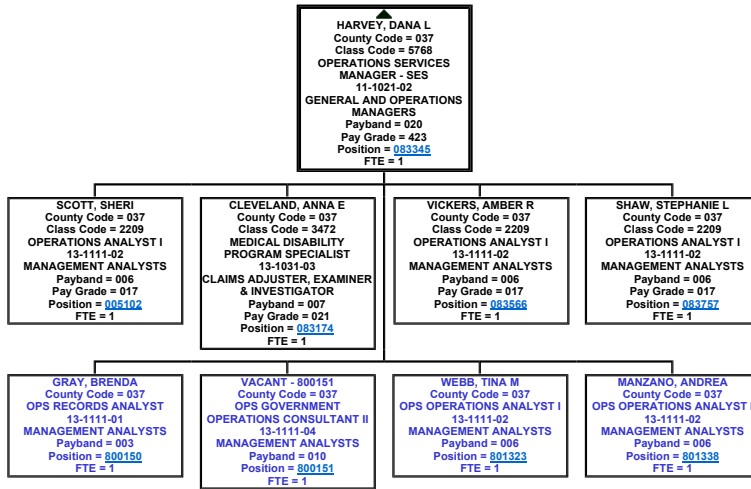 HARVEY, DANA L
County Code = 037
Class Code = 5768
OPERATIONS SERVICES
MANAGER - SES
11-1021-02
GENERAL AND OPERATIONS
MANAGERS
Payband = 020
Pay Grade = 423
Position = 083345
FTE = 1
SCOTT, SHERI
County Code = 037
Class Code = 2209
OPERATIONS ANALYST I
13-1111-02
MANAGEMENT ANALYSTS
Payband = 006
Pay Grade = 017
Position = 005102
FTE = 1
CLEVELAND, ANNA E
County Code = 037
Class Code = 3472
MEDICAL DISABILITY
PROGRAM SPECIALIST
13-1031-03
CLAIMS ADJUSTER, EXAMINER
& INVESTIGATOR
Payband = 007
Pay Grade = 021
Position = 083174
FTE = 1
VICKERS, AMBER R
County Code = 037
Class Code = 2209
OPERATIONS ANALYST I
13-1111-02
MANAGEMENT ANALYSTS
Payband = 006
Pay Grade = 017
Position = 083566
FTE = 1
SHAW, STEPHANIE L
County Code = 037
Class Code = 2209
OPERATIONS ANALYST I
13-1111-02
MANAGEMENT ANALYSTS
Payband = 006
Pay Grade = 017
Position = 083757
FTE = 1
GRAY, BRENDA
County Code = 037
OPS RECORDS ANALYST
13-1111-01
MANAGEMENT ANALYSTS
Payband = 003
Position = 800150
FTE = 1
VACANT - 800151
County Code = 037
OPS GOVERNMENT
OPERATIONS CONSULTANT II
13-1111-04
MANAGEMENT ANALYSTS
Payband = 010
Position = 800151
FTE = 1
WEBB, TINA M
County Code = 037
OPS OPERATIONS ANALYST I
13-1111-02
MANAGEMENT ANALYSTS
Payband = 006
Position = 801323
FTE = 1
MANZANO, ANDREA
County Code = 037
OPS OPERATIONS ANALYST I
13-1111-02
MANAGEMENT ANALYSTS
Payband = 006
Position = 801338
FTE = 1